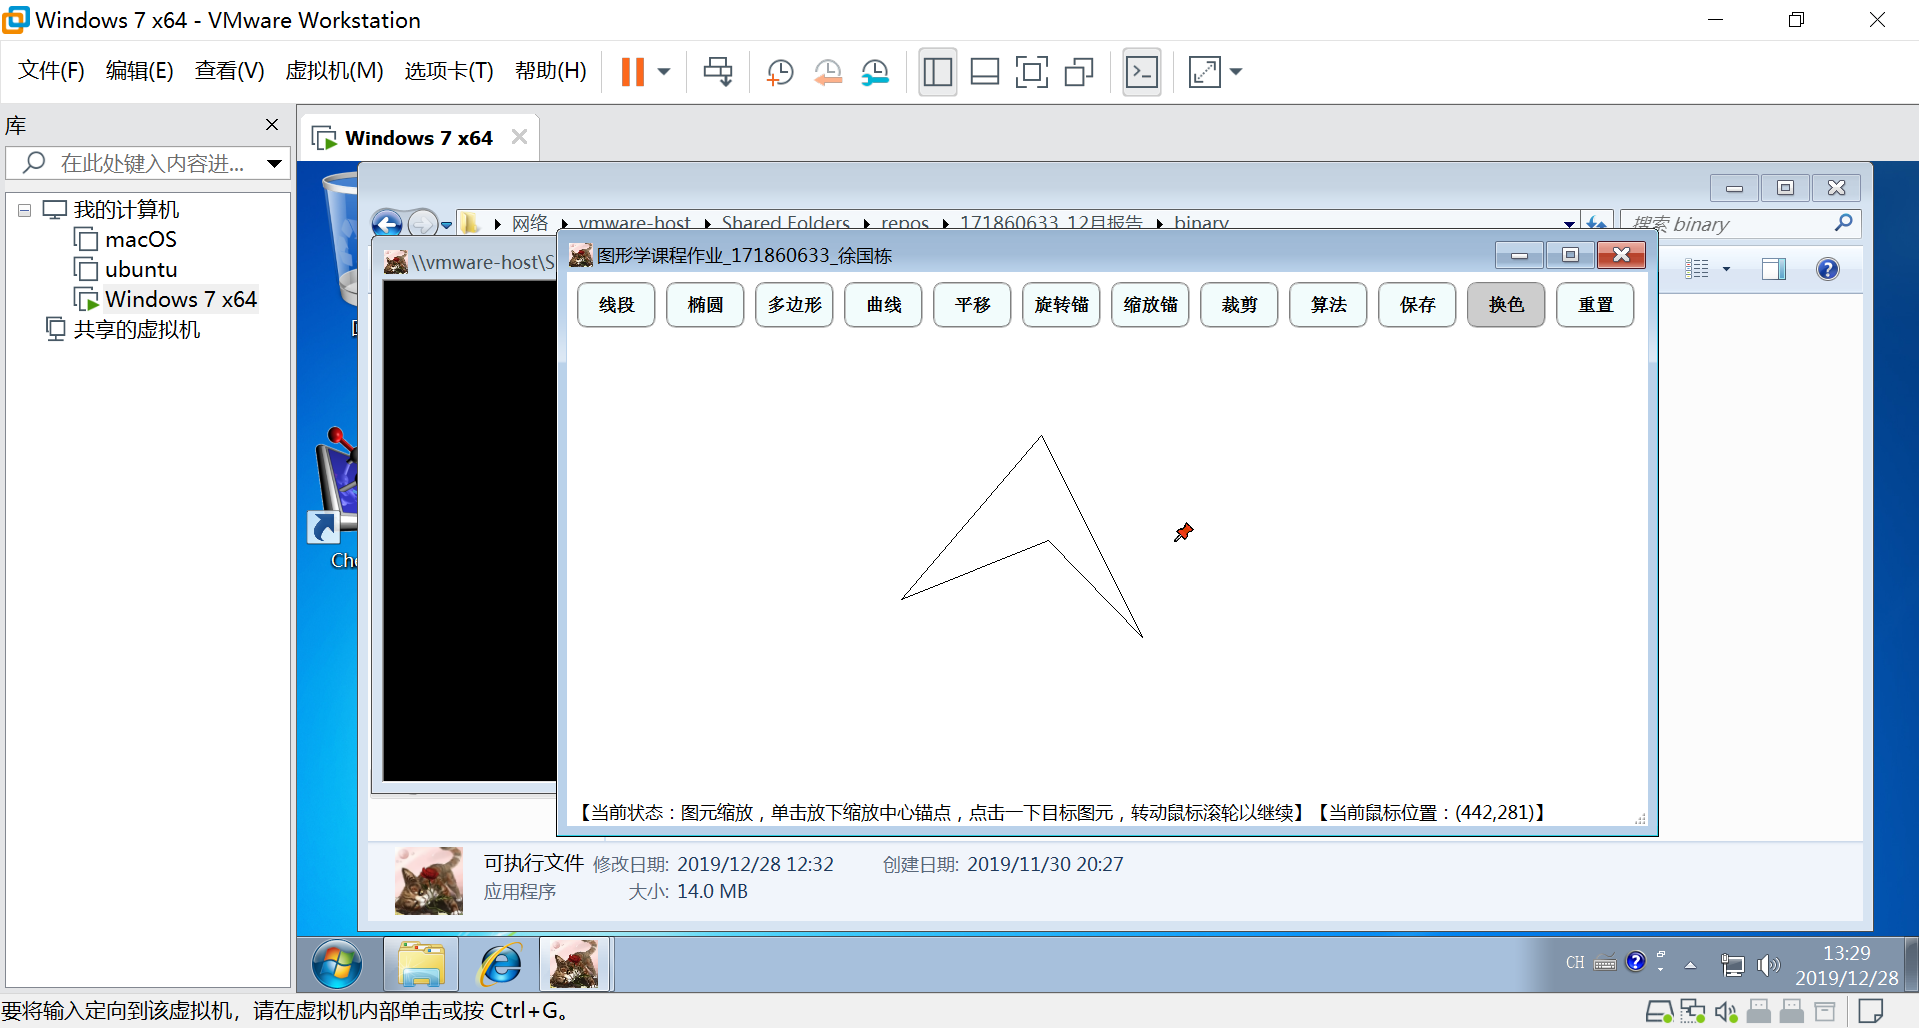 Windows 7 x64 - VMware Workstation
文件(F) 编辑(E) 查看(V) 虚拟机(M) 选项卡(T) 帮助(H)
库
在此处键入内容进...
我的计算机
macOS
ubuntu
Windows 7 x64
共享的虚拟机
Windows 7 x64
网络 vmware-host Shared Folders repos 171860633_12月报告 binary
搜索 binary
\\vmware-host\S
图形学课程作业_171860633_徐国栋
线段 椭圆 多边形 曲线 平移 旋转锚 缩放锚 裁剪 算法 保存 换色 重置
【当前状态：图元缩放，单击放下缩放中心锚点，点击一下目标图元，转动鼠标滚轮以继续】【当前鼠标位置：(442,281)】
可执行文件 修改日期: 2019/12/28 12:32 创建日期: 2019/11/30 20:27
应用程序 大小: 14.0 MB
CH
13:29
2019/12/28
要将输入定向到该虚拟机，请在虚拟机内部单击或按 Ctrl+G。